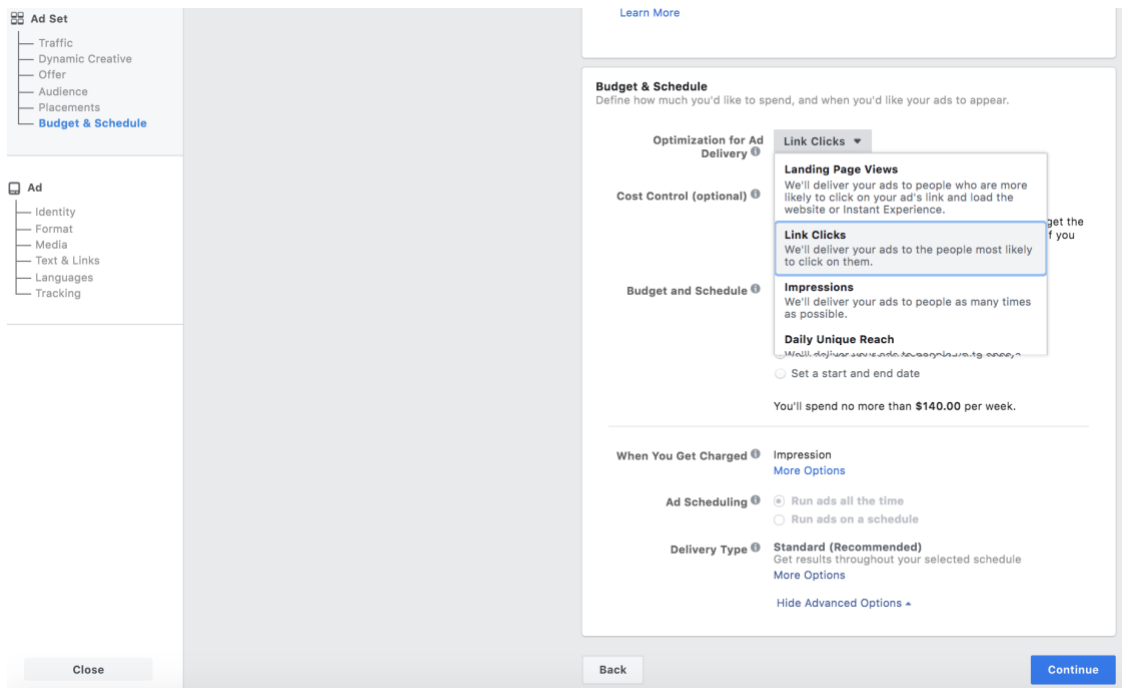 Ad Set
Traffic
Dynamic Creative
Offer
Audience
Placements
Budget & Schedule
Ad
Identity
Format
Media
Text & Links
Languages
Tracking
Close
Learn More
Budget & Schedule
Define how much you'd like to spend, and when you'd like your ads to appear.
Optimization for Ad
Delivery
Link Clicks
Landing Page Views
We'll deliver your ads to people who are more
likely to click on your ad's link and load the
website or Instant Experience.
Link Clicks
We'll deliver your ads to the people most likely
to click on them.
Impressions
We'll deliver your ads to people as many times
as possible.
Daily Unique Reach
Cost Control (optional)
get the
f you
Budget and Schedule
Set a start and end date
You'll spend no more than $140.00 per week.
When You Get Charged
Impression
More Options
Ad Scheduling
Run ads all the time
Run ads on a schedule
Delivery Type
Standard (Recommended)
Get results throughout your selected schedule
More Options
Hide Advanced Options
Back
Continue